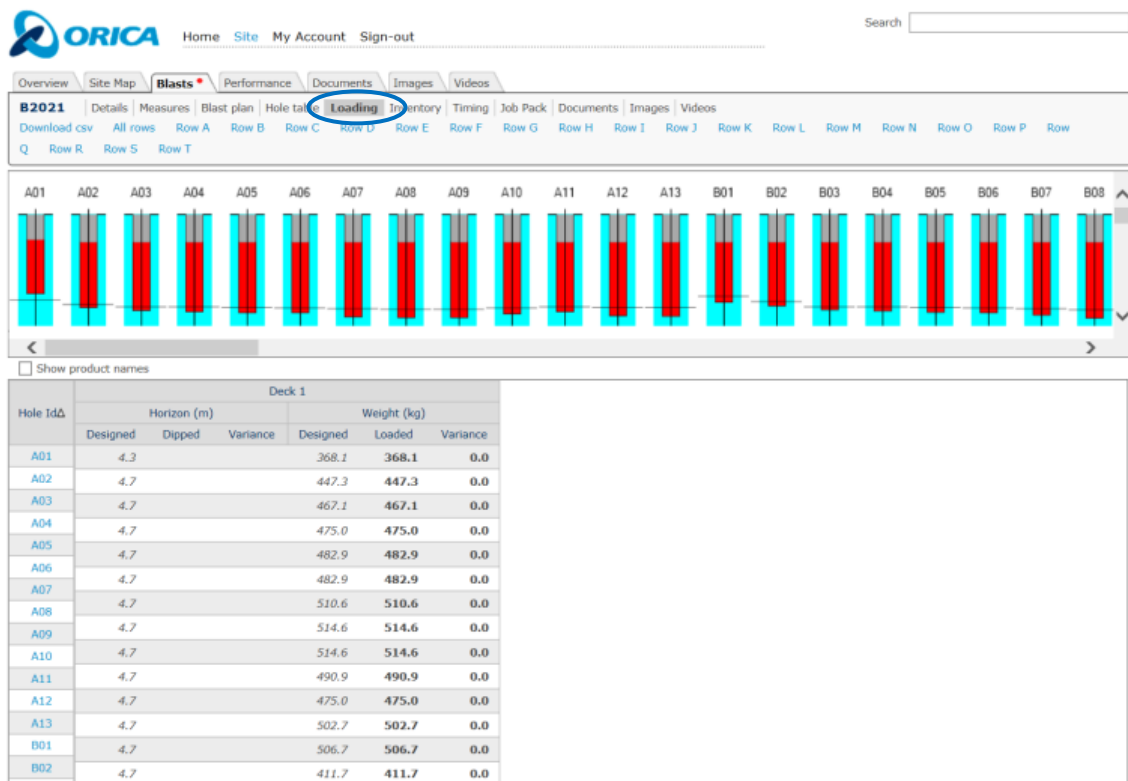 ORICA Home Site My Account Sign-out Search
Overview Site Map Blasts Performance Documents Images Videos
B2021 Details Measures Blast plan Hole table Loading Inventory Timing Job Pack Documents Images Videos
Download csv All rows Row A Row B Row C Row D Row E Row F Row G Row H Row I Row J Row K Row L Row M Row N Row O Row P Row
Q Row R Row S Row T
A01 A02 A03 A04 A05 A06 A07 A08 A09 A10 A11 A12 A13 B01 B02 B03 B04 B05 B06 B07 B08
Show product names
Deck 1
Hole Id∆ Horizon (m) Weight (kg)
Designed Dipped Variance Designed Loaded Variance
A01 4.3 368.1 368.1 0.0
A02 4.7 447.3 447.3 0.0
A03 4.7 467.1 467.1 0.0
A04 4.7 475.0 475.0 0.0
A05 4.7 482.9 482.9 0.0
A06 4.7 482.9 482.9 0.0
A07 4.7 510.6 510.6 0.0
A08 4.7 514.6 514.6 0.0
A09 4.7 514.6 514.6 0.0
A10 4.7 490.9 490.9 0.0
A11 4.7 475.0 475.0 0.0
A12 4.7 502.7 502.7 0.0
A13 4.7 506.7 506.7 0.0
B01 4.7 411.7 411.7 0.0
B02